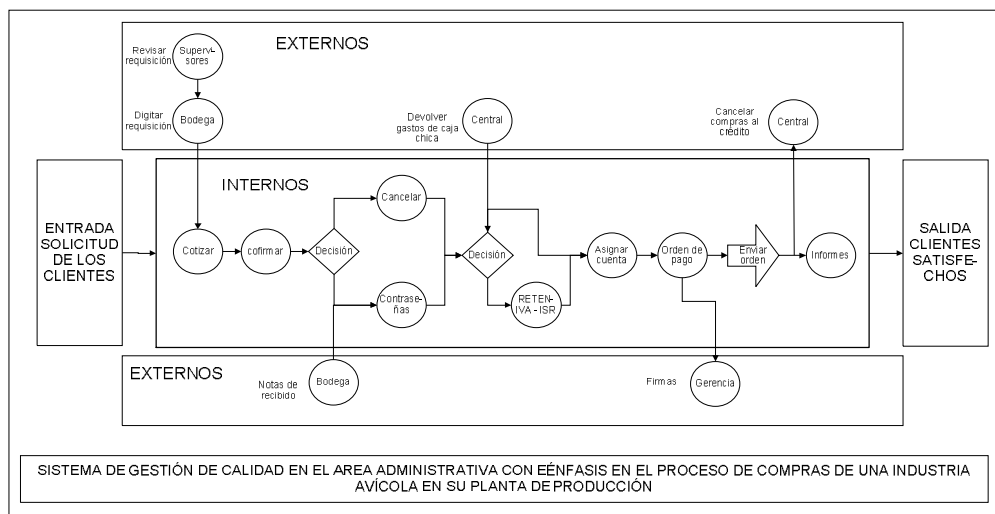 EXTERNOS
Revisar
requisición
Supervi-
sores
Digitar
requisición
Bodega
Devolver
gastos de caja
chica
Central
Cancelar
compras al
crédito
Central
ENTRADA
SOLICITUD
DE LOS
CLIENTES
INTERNOS
Cotizar
cofirmar
Decisión
Cancelar
Contrase-
ñas
Decisión
RETEN-
IVA - ISR
Asignar
cuenta
Orden de
pago
Enviar
orden
Informes
SALIDA
CLIENTES
SATISFE-
CHOS
EXTERNOS
Notas de
recibido
Bodega
Firmas
Gerencia
SISTEMA DE GESTIÓN DE CALIDAD EN EL AREA ADMINISTRATIVA CON EÉNFASIS EN EL PROCESO DE COMPRAS DE UNA INDUSTRIA
AVÍCOLA EN SU PLANTA DE PRODUCCIÓN